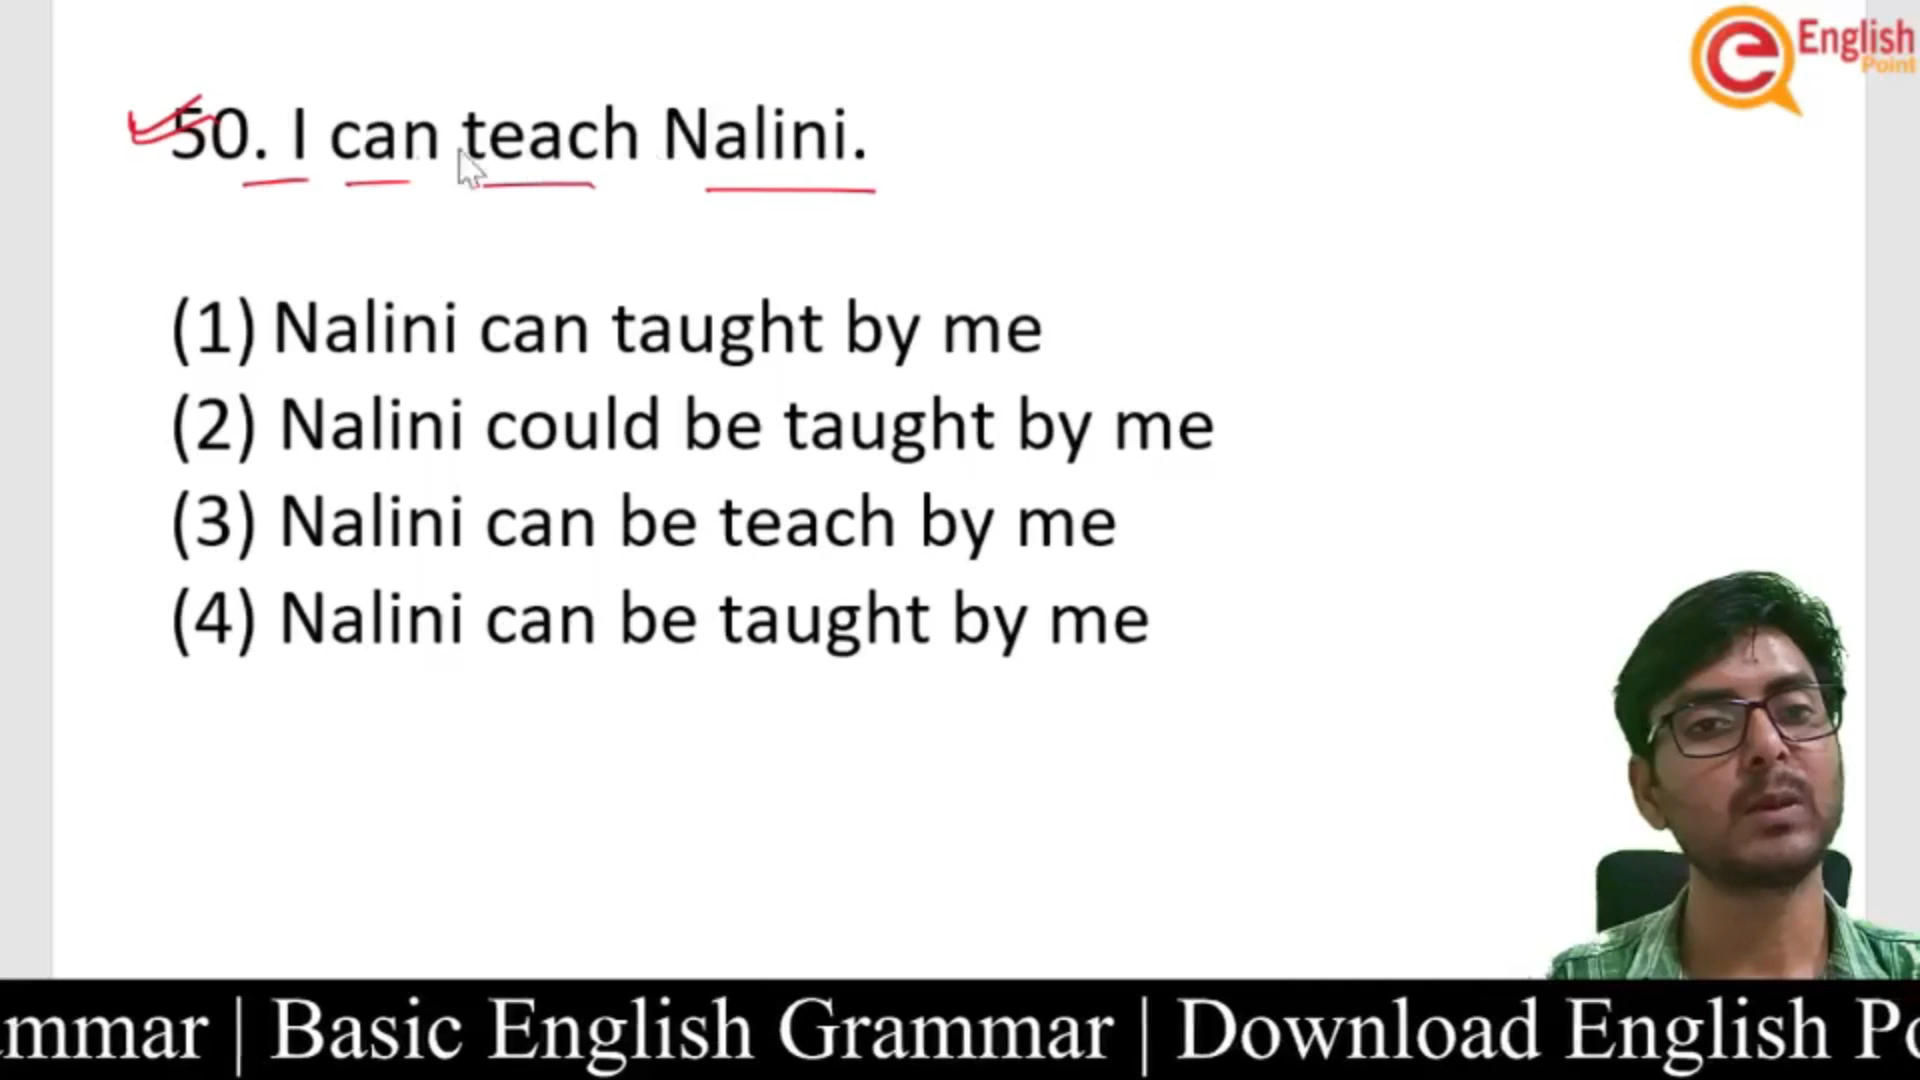 English
Point
50. I can teach Nalini.
(1) Nalini can taught by me
(2) Nalini could be taught by me
(3) Nalini can be teach by me
(4) Nalini can be taught by me
mmar | Basic English Grammar | Download English Po